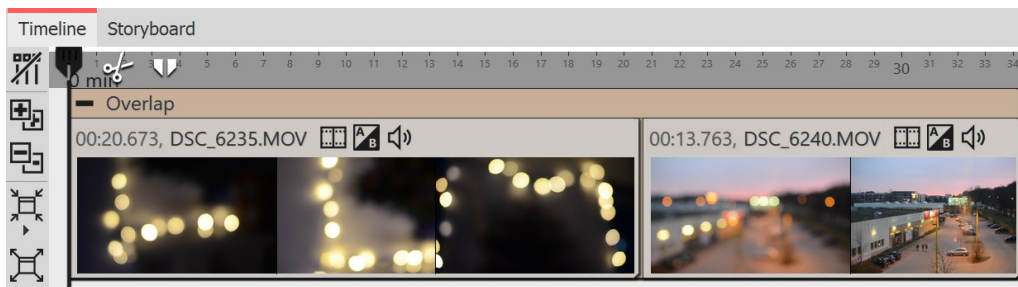 Timeline Storyboard
1 3 5 6 7 8 9 10 11 12 13 14 15 16 17 18 19 20 21 22 23 24 25 26 27 28 29 30 31 32 33 34
0 min
Overlap
00:20.673, DSC_6235.MOV A B 00:13.763, DSC_6240.MOV A B